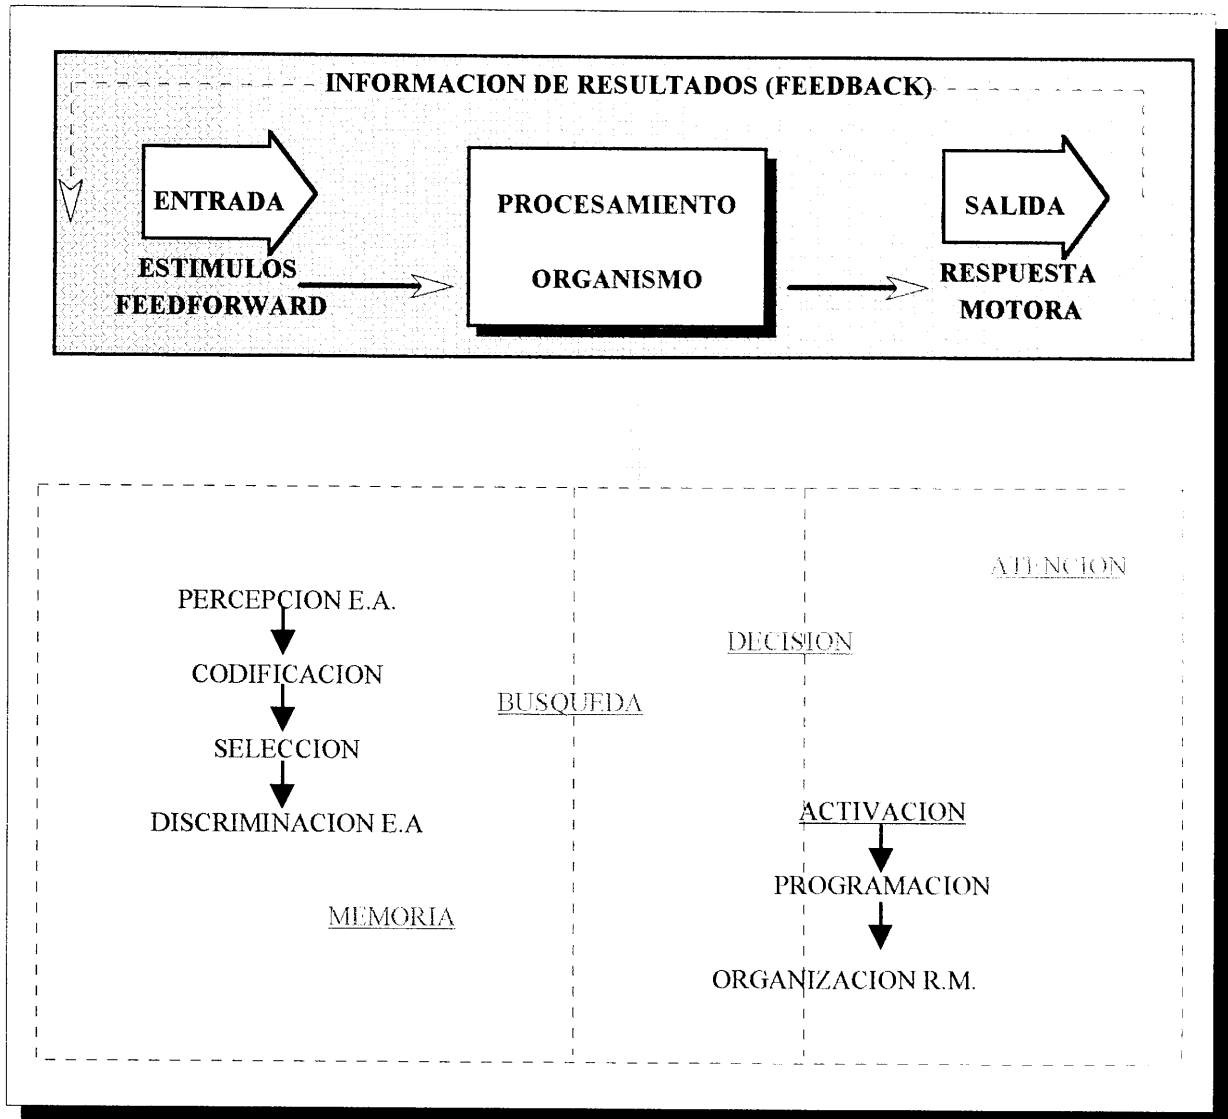 INFORMACION DE RESULTADOS (FEEDBACK)
ENTRADA
ESTIMULOS
FEEDFORWARD
PROCESAMIENTO
ORGANISMO
SALIDA
RESPUESTA
MOTORA
ATENCION
PERCEPCION E.A.
DECISION
CODIFICACION
BUSQUEDA
SELECCION
DISCRIMINACION E.A
ACTIVACION
PROGRAMACION
MEMORIA
ORGANIZACION R.M.